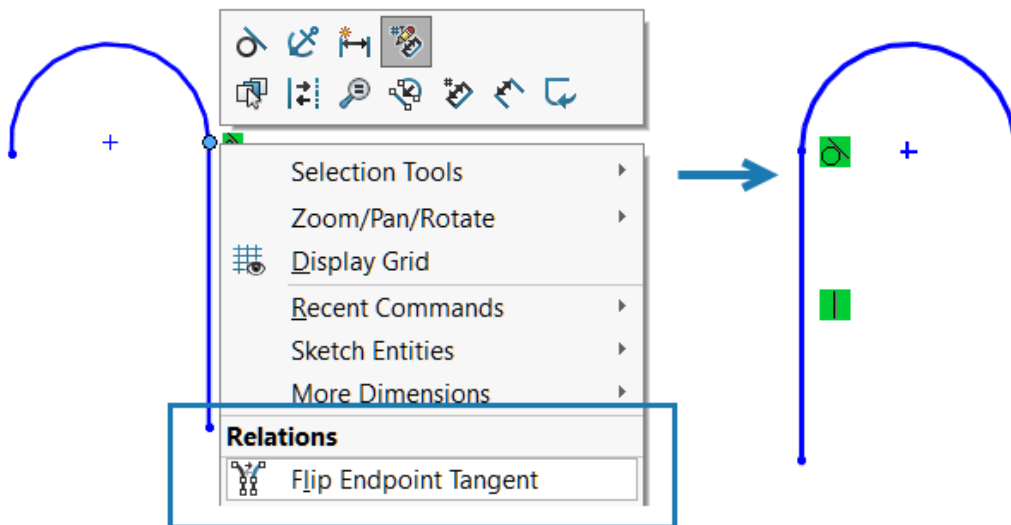 Selection Tools
Zoom/Pan/Rotate
Display Grid
Recent Commands
Sketch Entities
More Dimensions
Relations
Flip Endpoint Tangent